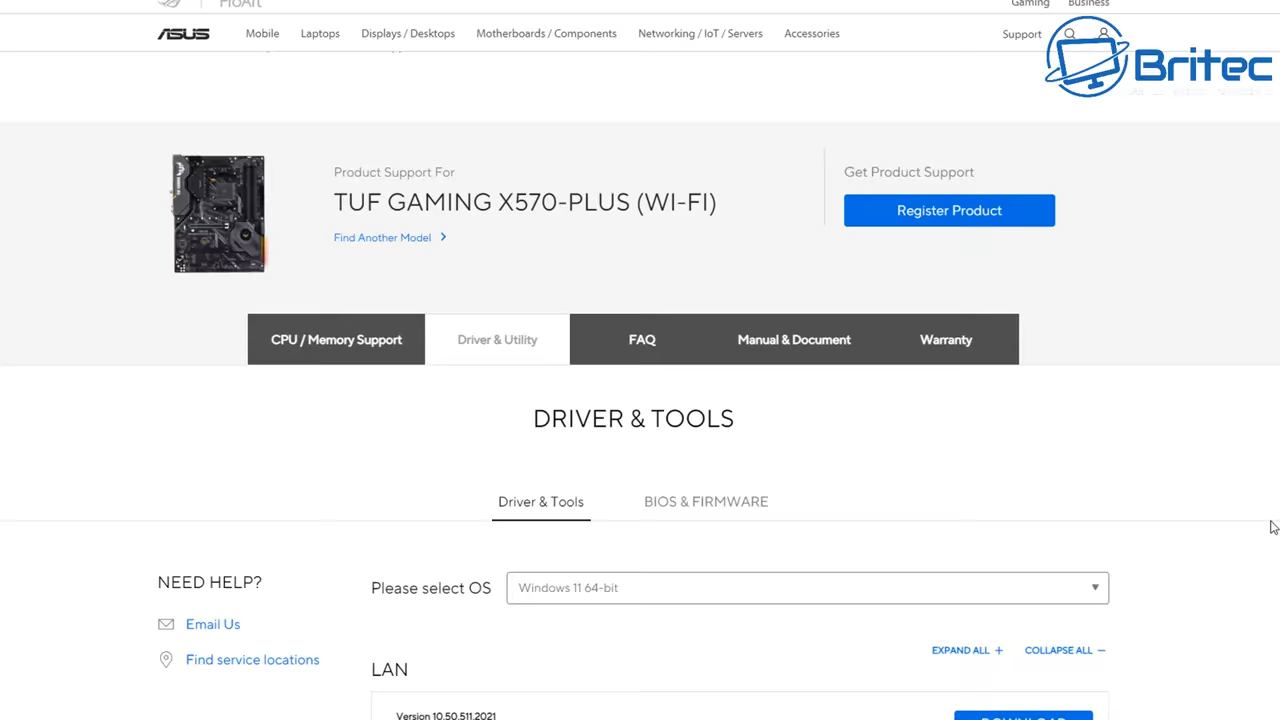 ProArt
Gaming Business
ASUS Mobile Laptops Displays / Desktops Motherboards / Components Networking / IoT / Servers Accessories Support
Britec
Product Support For
TUF GAMING X570-PLUS (WI-FI)
Find Another Model
Get Product Support
Register Product
CPU / Memory Support Driver & Utility FAQ Manual & Document Warranty
DRIVER & TOOLS
Driver & Tools BIOS & FIRMWARE
NEED HELP?
Email Us
Find service locations
Please select OS Windows 11 64-bit
EXPAND ALL + COLLAPSE ALL −
LAN
Version 10.50.511.2021
DOWNLOAD